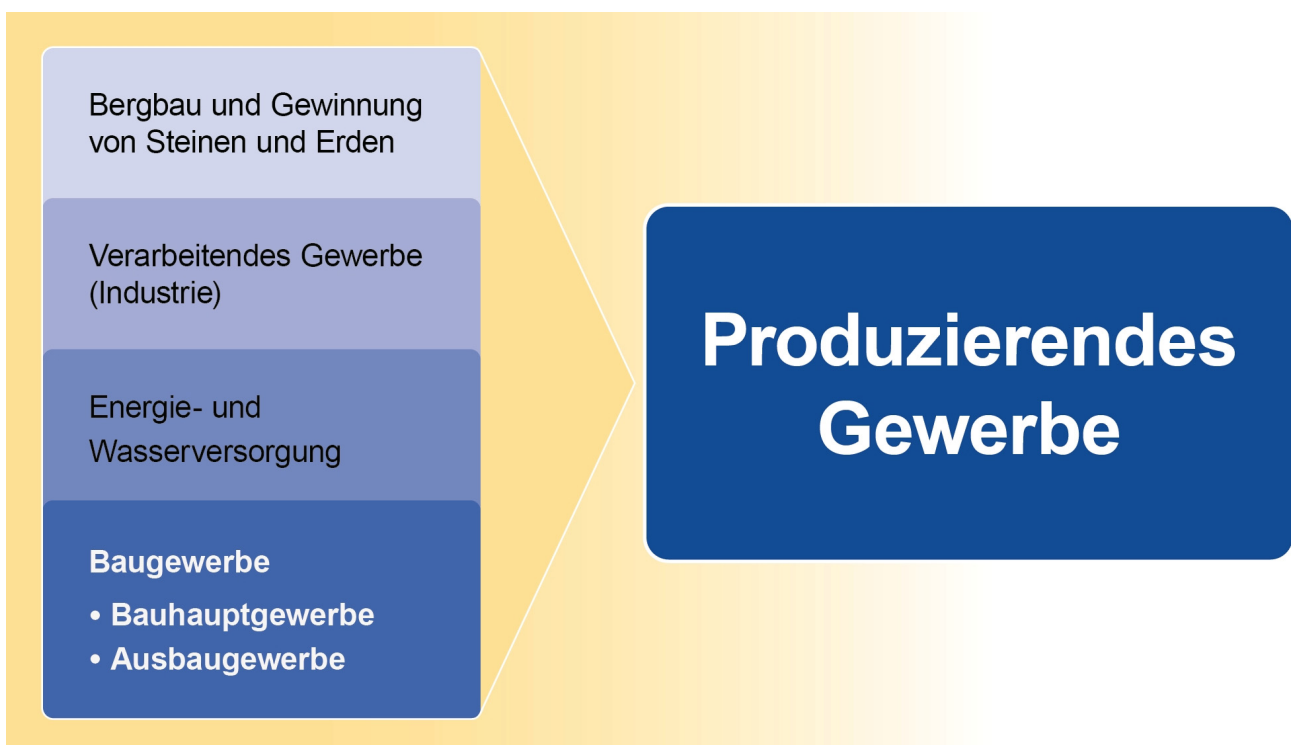 Bergbau und Gewinnung
von Steinen und Erden
Verarbeitendes Gewerbe
(Industrie)
Energie- und
Wasserversorgung
Baugewerbe
• Bauhauptgewerbe
• Ausbaugewerbe
Produzierendes
Gewerbe